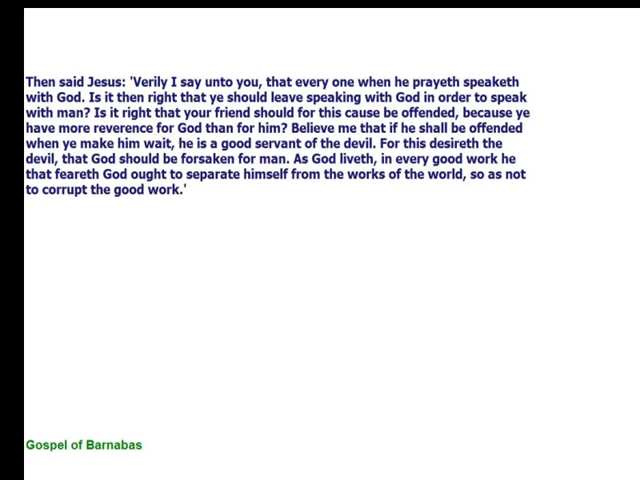 Then said Jesus: 'Verily I say unto you, that every one when he prayeth speaketh
with God. Is it then right that ye should leave speaking with God in order to speak
with man? Is it right that your friend should for this cause be offended, because ye
have more reverence for God than for him? Believe me that if he shall be offended
when ye make him wait, he is a good servant of the devil. For this desireth the
devil, that God should be forsaken for man. As God liveth, in every good work he
that feareth God ought to separate himself from the works of the world, so as not
to corrupt the good work.'
Gospel of Barnabas